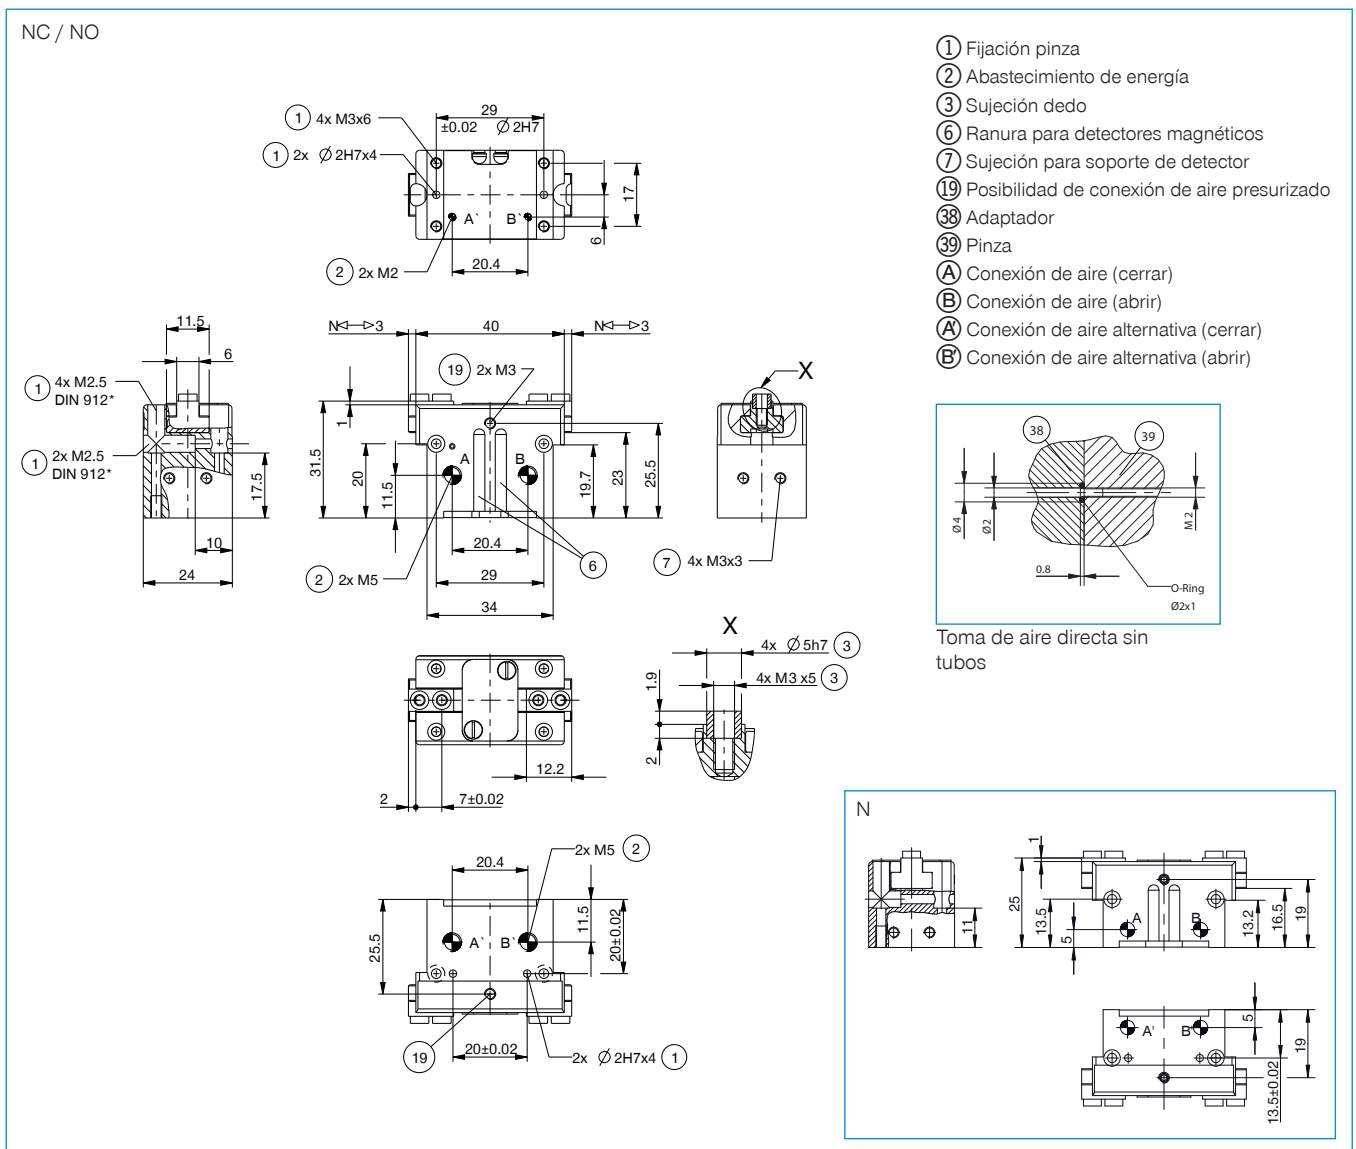 NC / NO
1 Fijación pinza
2 Abastecimiento de energía
3 Sujeción dedo
6 Ranura para detectores magnéticos
7 Sujeción para soporte de detector
19 Posibilidad de conexión de aire presurizado
38 Adaptador
39 Pinza
A Conexión de aire (cerrar)
B Conexión de aire (abrir)
A' Conexión de aire alternativa (cerrar)
B' Conexión de aire alternativa (abrir)
1 4x M3x6
29
±0.02 Ø 2H7
1 2x Ø 2H7x4
17
6
A` B`
2 2x M2
20.4
11.5
6
1 4x M2.5
DIN 912*
1 2x M2.5
DIN 912*
17.5
10
24
N 3
40
N 3
19 2x M3
1
31.5
20
11.5
A B
19.7
23
25.5
20.4
2 2x M5
29
6
34
X
7 4x M3x3
38
39
Ø4
Ø2
M 2
0.8
O-Ring
Ø2x1
Toma de aire directa sin
tubos
12.2
2
7±0.02
X
4x Ø 5h7 3
4x M3 x5 3
1.9
2
20.4
2x M5 2
25.5
A` B`
11.5
20±0.02
19
20±0.02
2x Ø 2H7x4 1
N
11
1
25
13.5
5
A B
13.2
16.5
19
A' B'
5
13.5±0.02
19